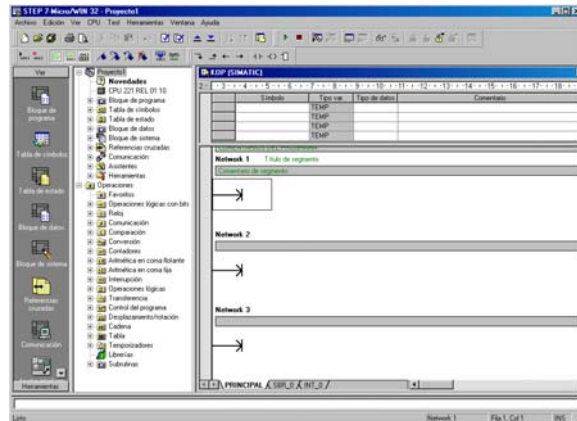 STEP 7-Micro/WIN 32 - Proyecto1
Archivo Edición Ver CPU Test Herramientas Ventana Ayuda
Ver
Bloque de programa
Tabla de símbolos
Tabla de estado
Bloque de datos
Bloque de sistema
Referencias cruzadas
Comunicación
Herramientas
Proyecto1
Novedades
CPU 221 REL 01.10
Bloque de programa
Tabla de símbolos
Tabla de estado
Bloque de datos
Bloque de sistema
Referencias cruzadas
Comunicación
Asistentes
Herramientas
Operaciones
Favoritos
Operaciones lógicas con bits
Reloj
Comunicación
Comparación
Conversión
Contadores
Aritmética en coma flotante
Aritmética en coma fija
Interrupción
Operaciones lógicas
Transferencia
Control del programa
Desplazamiento/rotación
Cadena
Tabla
Temporizadores
Librerías
Subrutinas
KOP (SIMATIC)
Símbolo Tipo var. Tipo de datos Comentario
TEMP
TEMP
TEMP
TEMP
Network 1 Título de segmento
Comentario de segmento
Network 2
Network 3
PRINCIPAL SBR_0 INT_0
Listo Network 1 Fila 1, Col 1 INS